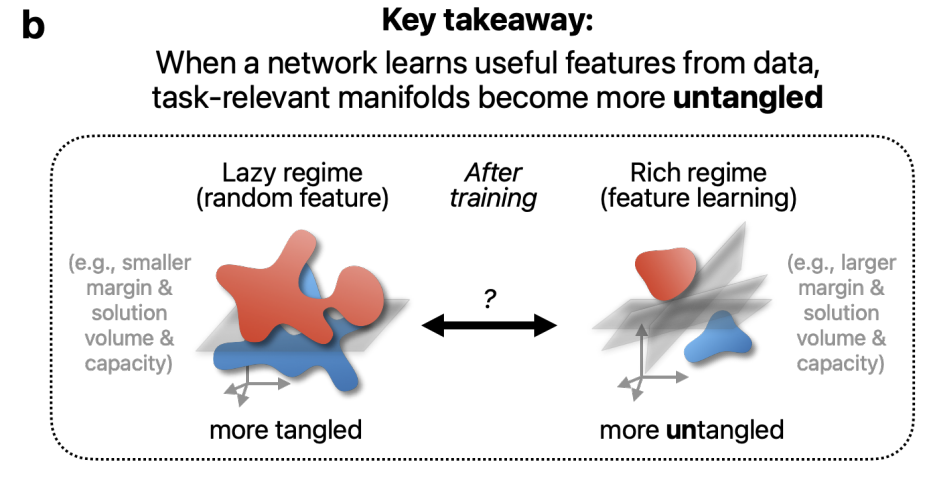 b
Key takeaway:
When a network learns useful features from data,
task-relevant manifolds become more untangled
Lazy regime
(random feature)
After
training
Rich regime
(feature learning)
(e.g., smaller
margin &
solution
volume &
capacity)
?
(e.g., larger
margin &
solution
volume &
capacity)
more tangled
more untangled